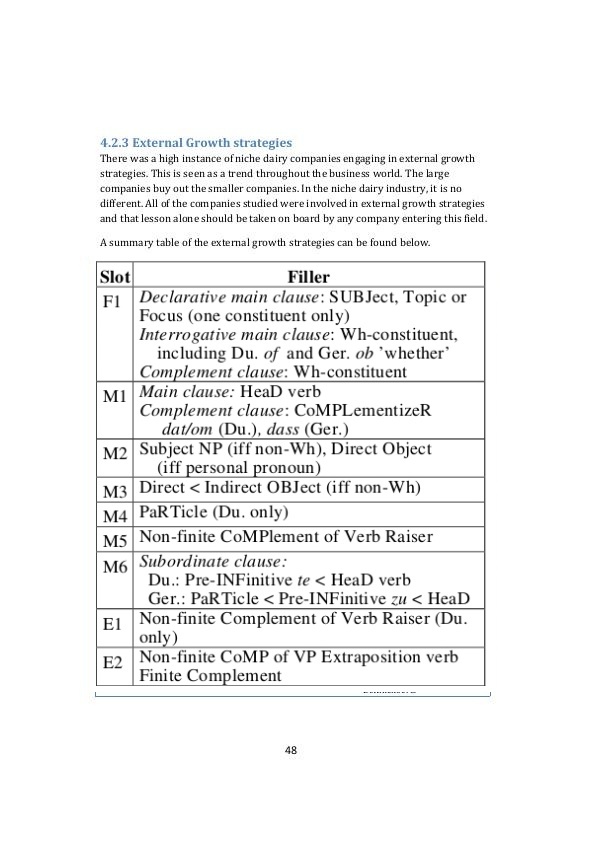 4.2.3 External Growth strategies
There was a high instance of niche dairy companies engaging in external growth
strategies. This is seen as a trend throughout the business world. The large
companies buy out the smaller companies. In the niche dairy industry, it is no
different. All of the companies studied were involved in external growth strategies
and that lesson alone should be taken on board by any company entering this field.
A summary table of the external growth strategies can be found below.
Slot Filler
F1 Declarative main clause: SUBJect, Topic or
Focus (one constituent only)
Interrogative main clause: Wh-constituent,
including Du. of and Ger. ob ’whether’
Complement clause: Wh-constituent
M1 Main clause: HeaD verb
Complement clause: CoMPLementizeR
dat/om (Du.), dass (Ger.)
M2 Subject NP (iff non-Wh), Direct Object
(iff personal pronoun)
M3 Direct < Indirect OBJect (iff non-Wh)
M4 PaRTicle (Du. only)
M5 Non-finite CoMPlement of Verb Raiser
M6 Subordinate clause:
Du.: Pre-INFinitive te < HeaD verb
Ger.: PaRTicle < Pre-INFinitive zu < HeaD
E1 Non-finite Complement of Verb Raiser (Du.
only)
E2 Non-finite CoMP of VP Extraposition verb
Finite Complement
48